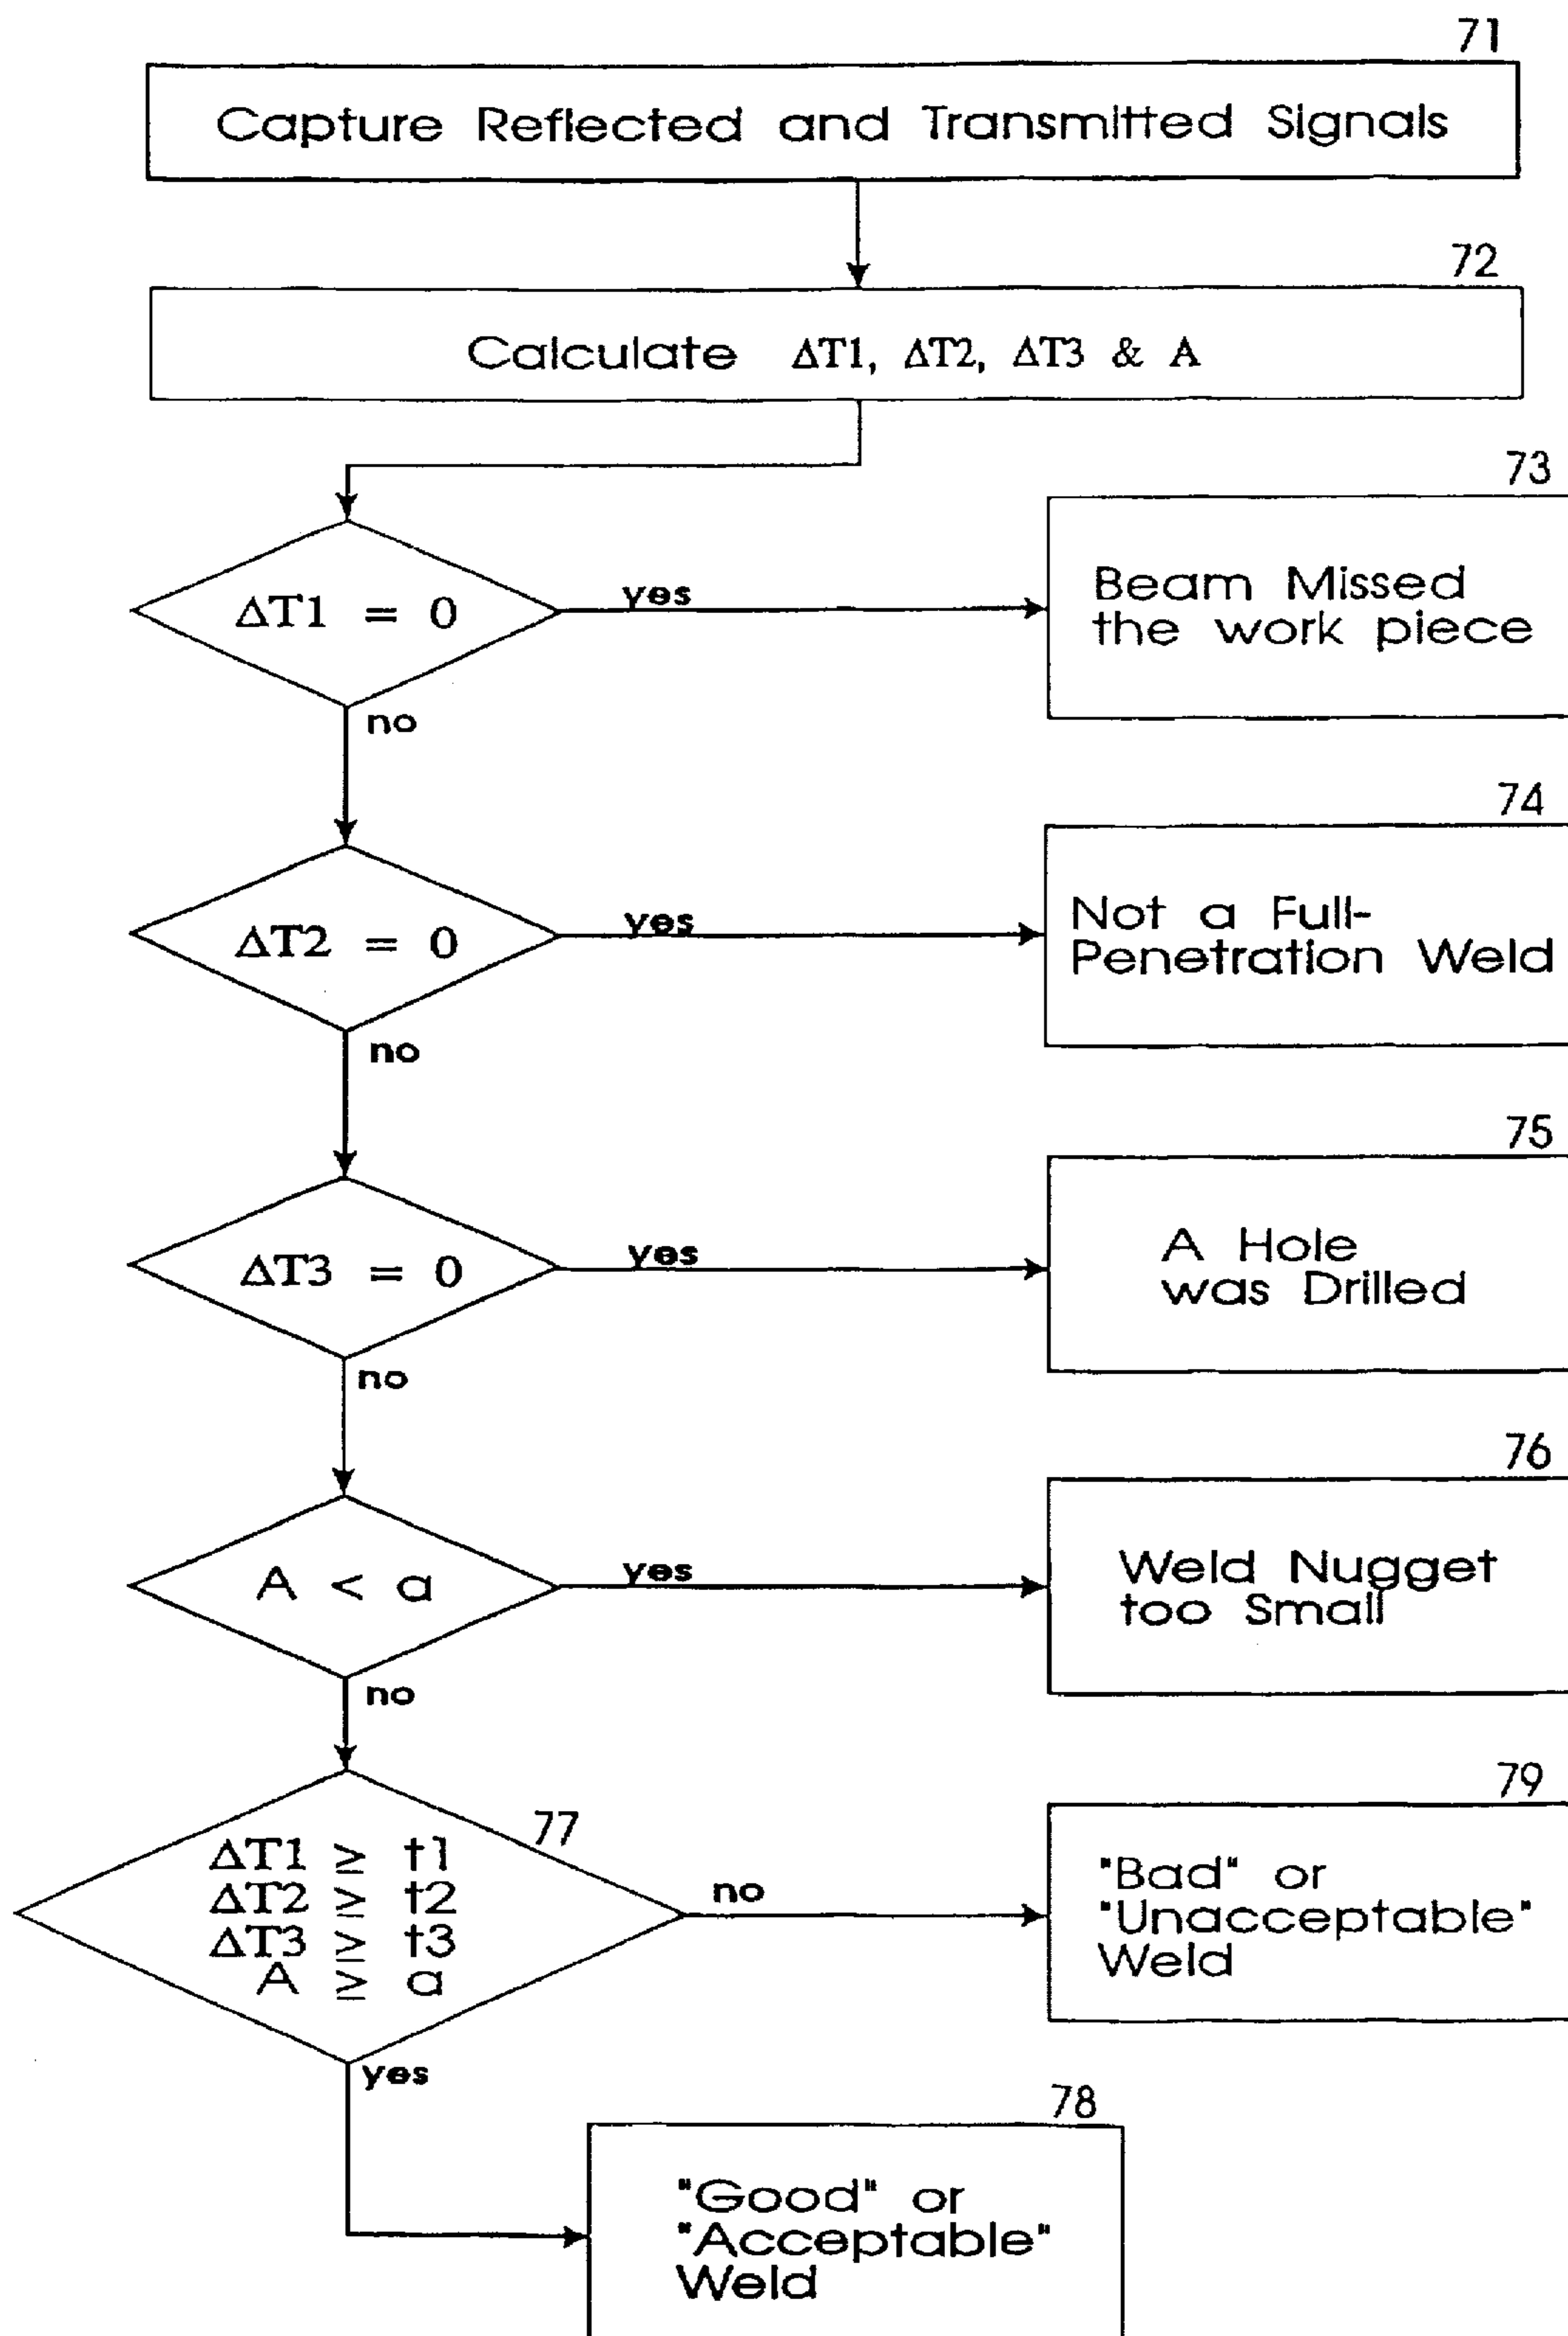 71
Capture Reflected and Transmitted Signals
72
Calculate ΔT1, ΔT2, ΔT3 & A
73
ΔT1 = 0
yes
Beam Missed
the work piece
no
74
ΔT2 = 0
yes
Not a Full-
Penetration Weld
no
75
ΔT3 = 0
yes
A Hole
was Drilled
no
76
A < a
yes
Weld Nugget
too Small
no
77
ΔT1 ≥ t1
ΔT2 ≥ t2
ΔT3 ≥ t3
A ≥ a
no
79
"Bad" or
"Unacceptable"
Weld
yes
78
"Good" or
"Acceptable"
Weld